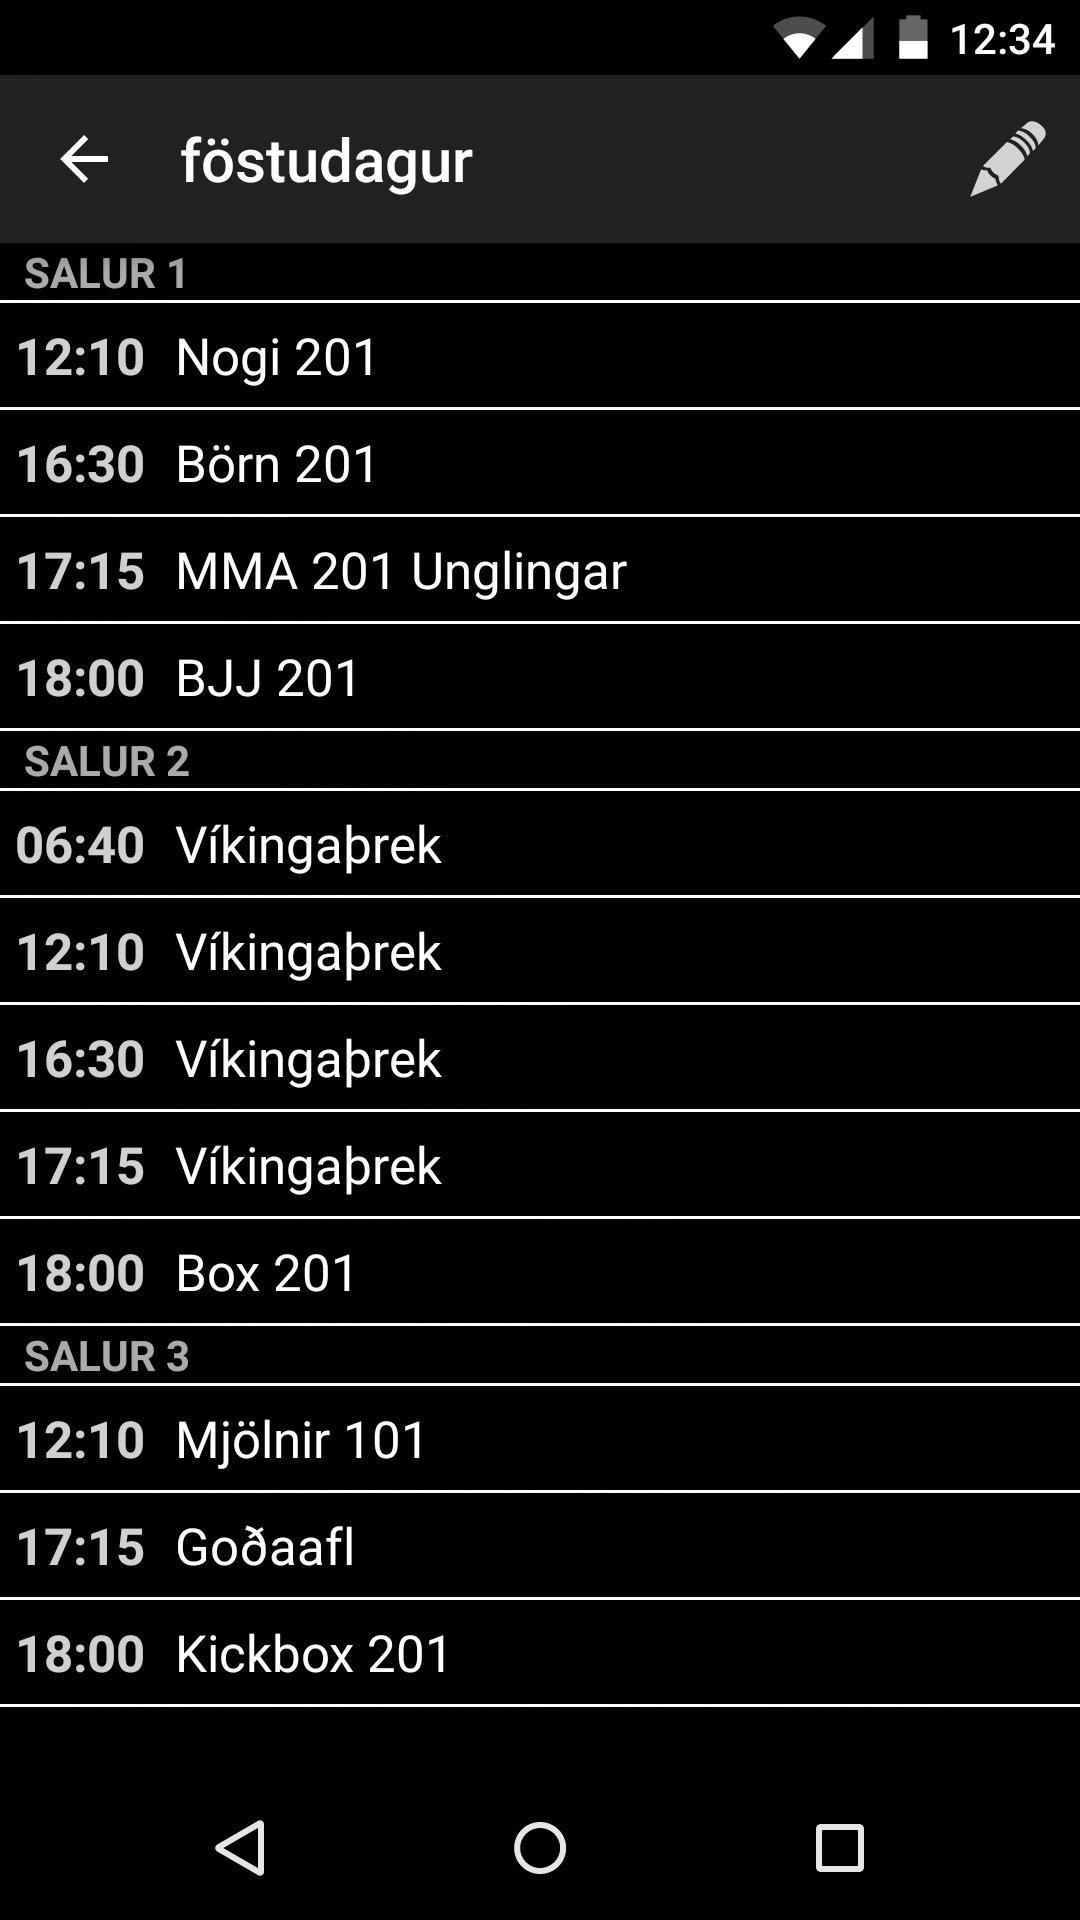 12:34
föstudagur
SALUR 1
12:10 Nogi 201
16:30 Börn 201
17:15 MMA 201 Unglingar
18:00 BJJ 201
SALUR 2
06:40 Víkingaþrek
12:10 Víkingaþrek
16:30 Víkingaþrek
17:15 Víkingaþrek
18:00 Box 201
SALUR 3
12:10 Mjölnir 101
17:15 Goðaafl
18:00 Kickbox 201